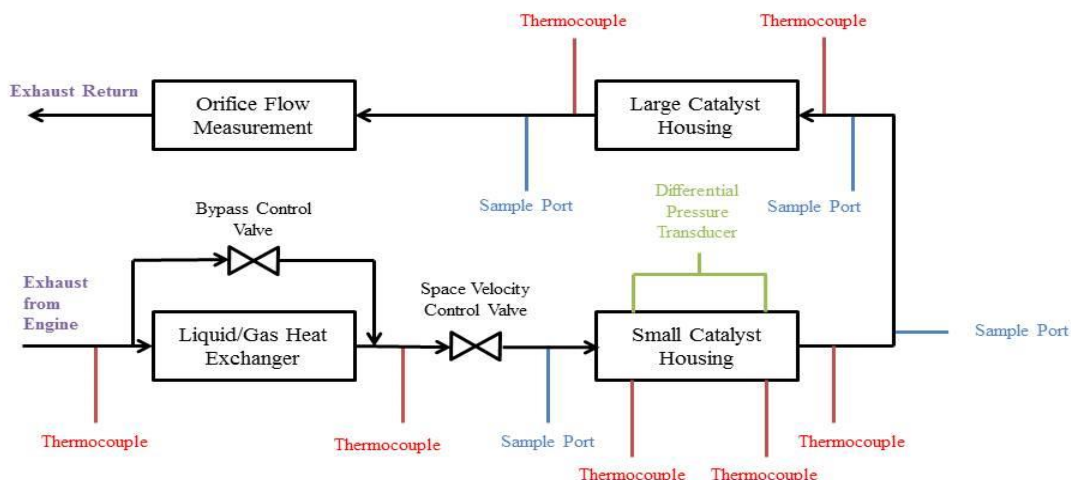 Thermocouple
Thermocouple
Exhaust Return
Orifice Flow
Measurement
Large Catalyst
Housing
Sample Port
Sample Port
Differential
Pressure
Transducer
Bypass Control
Valve
Exhaust
from
Engine
Liquid/Gas Heat
Exchanger
Space Velocity
Control Valve
Small Catalyst
Housing
Sample Port
Thermocouple
Thermocouple
Sample Port
Thermocouple
Thermocouple
Thermocouple